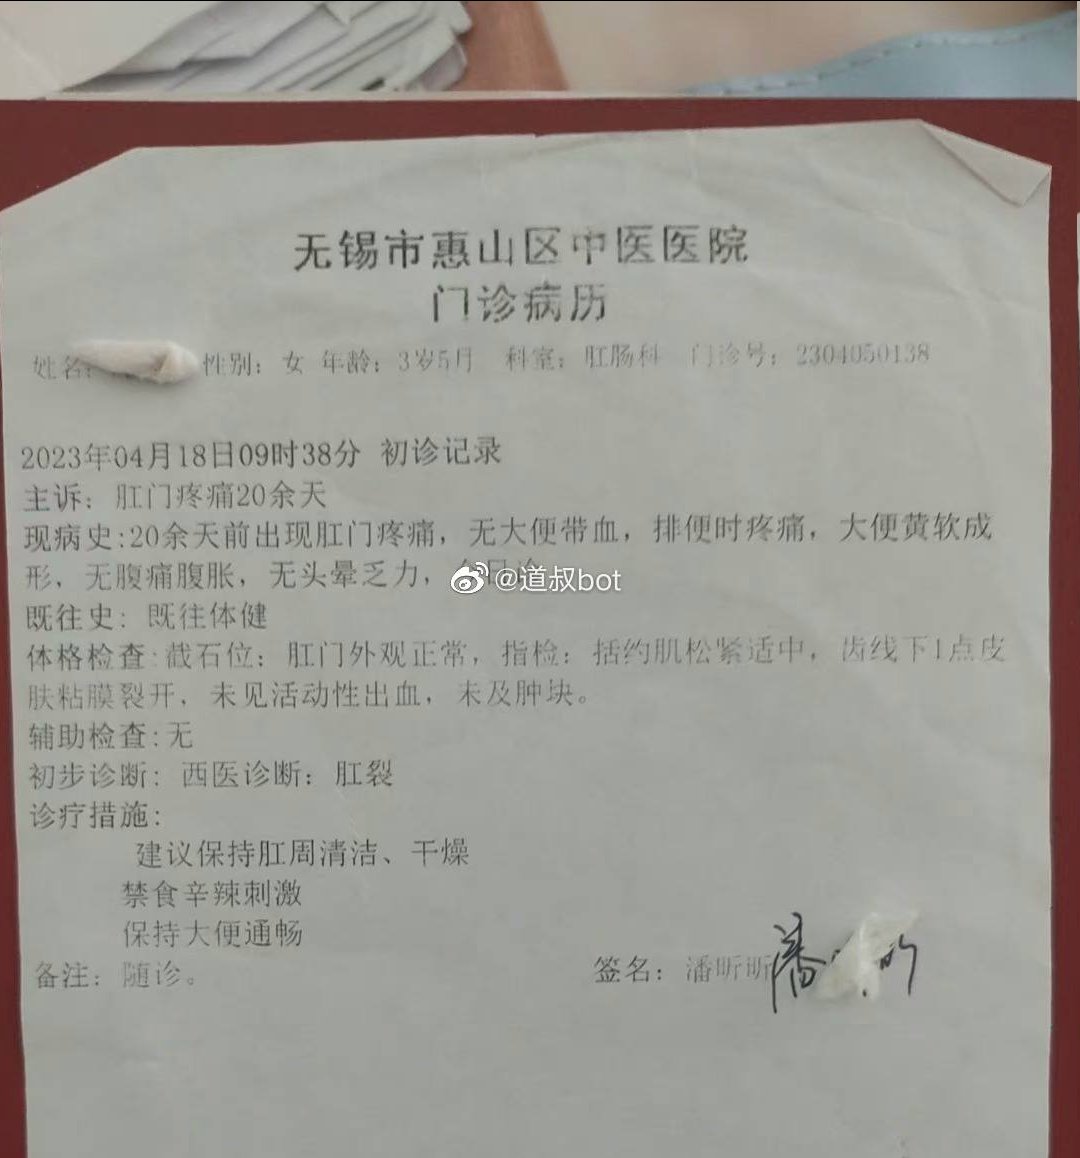 无锡市惠山区中医医院
门诊病历
姓名: 性别: 女 年龄: 3岁5月 科室: 肛肠科 门诊号: 2304050138
2023年04月18日09时38分 初诊记录
主诉: 肛门疼痛20余天
现病史:20余天前出现肛门疼痛, 无大便带血, 排便时疼痛, 大便黄软成
形, 无腹痛腹胀, 无头晕乏力,
@道叔bot
既往史: 既往体健
体格检查:截石位: 肛门外观正常, 指检: 括约肌松紧适中, 齿线下1点皮
肤粘膜裂开, 未见活动性出血, 未及肿块。
辅助检查:无
初步诊断: 西医诊断: 肛裂
诊疗措施:
建议保持肛周清洁、干燥
禁食辛辣刺激
保持大便通畅
备注: 随诊。
签名: 潘昕昕 潘 昕